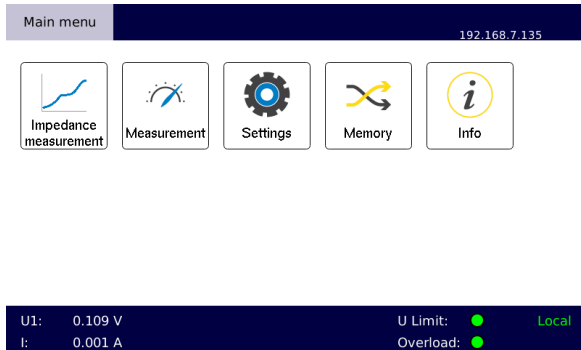 Main menu
192.168.7.135
Impedance
measurement
Measurement
Settings
Memory
i
Info
U1: 0.109 V
U Limit:
Local
I: 0.001 A
Overload: